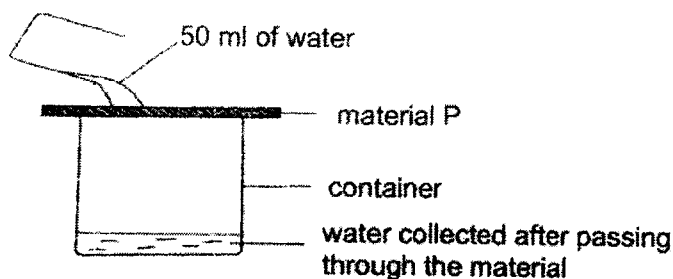 50 ml of water
material P
container
water collected after passing
through the material